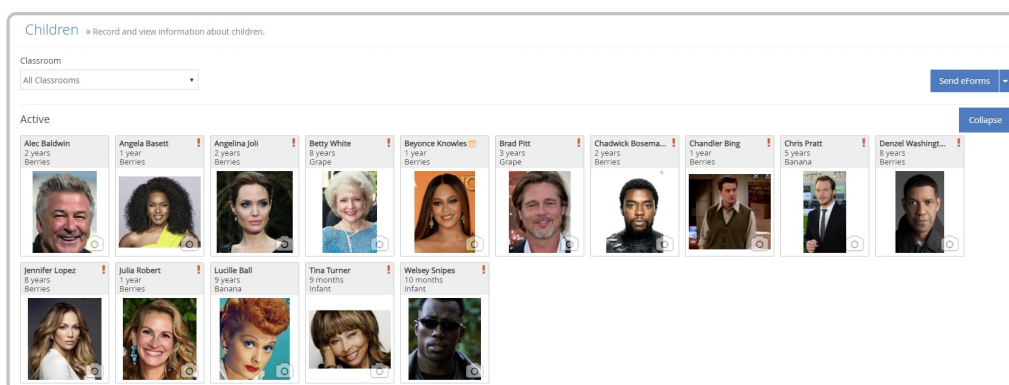 Children » Record and view information about children.
Classroom
All Classrooms
Send eForms
Active
Collapse
Alec Baldwin
2 years
Berries
Angela Basett
1 year
Berries
Angelina Joli
2 years
Berries
Betty White
8 years
Grape
Beyonce Knowles
1 year
Berries
Brad Pitt
3 years
Grape
Chadwick Bosema...
2 years
Berries
Chandler Bing
1 year
Berries
Chris Pratt
5 years
Banana
Denzel Washingt...
8 years
Berries
Jennifer Lopez
8 years
Berries
Julia Robert
1 year
Berries
Lucille Ball
9 years
Banana
Tina Turner
9 months
Infant
Welsey Snipes
10 months
Infant